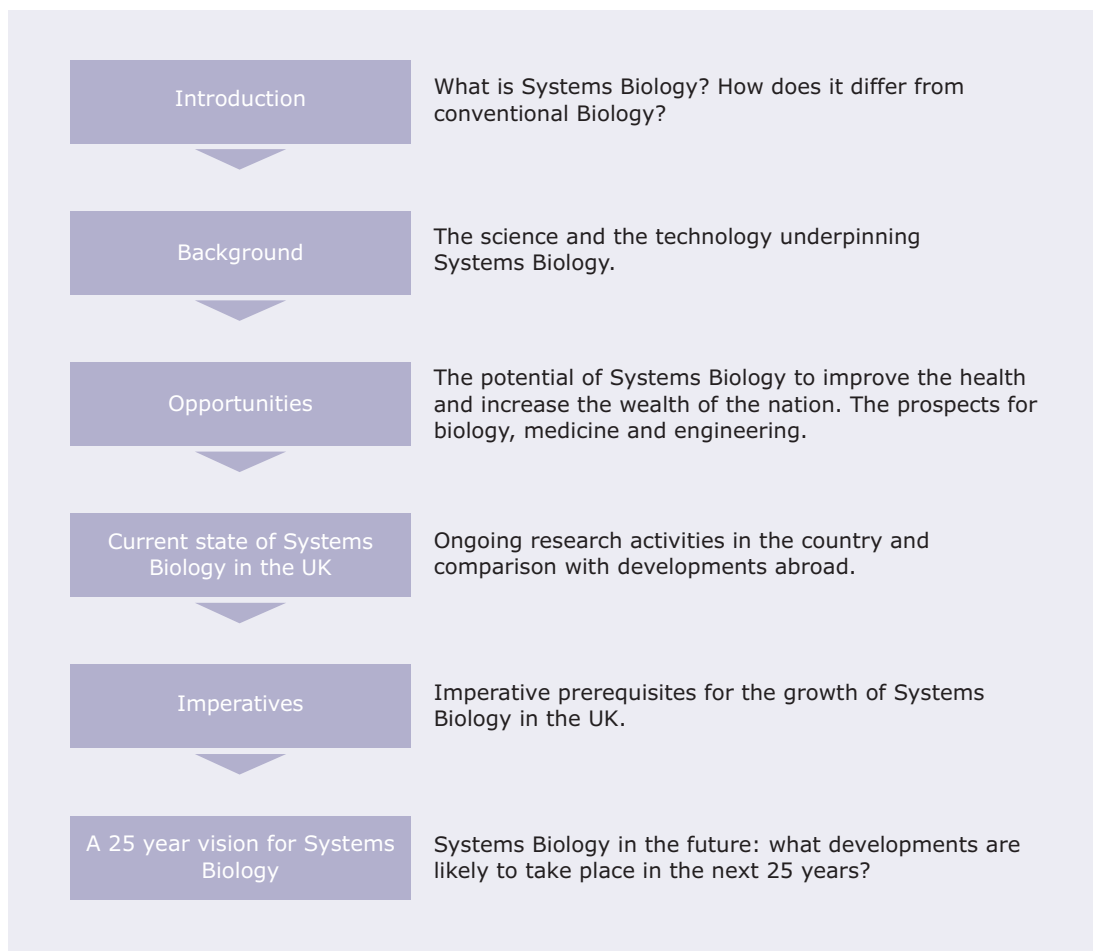 Introduction
What is Systems Biology? How does it differ from
conventional Biology?
Background
The science and the technology underpinning
Systems Biology.
Opportunities
The potential of Systems Biology to improve the health
and increase the wealth of the nation. The prospects for
biology, medicine and engineering.
Current state of Systems
Biology in the UK
Ongoing research activities in the country and
comparison with developments abroad.
Imperatives
Imperative prerequisites for the growth of Systems
Biology in the UK.
A 25 year vision for Systems
Biology
Systems Biology in the future: what developments are
likely to take place in the next 25 years?